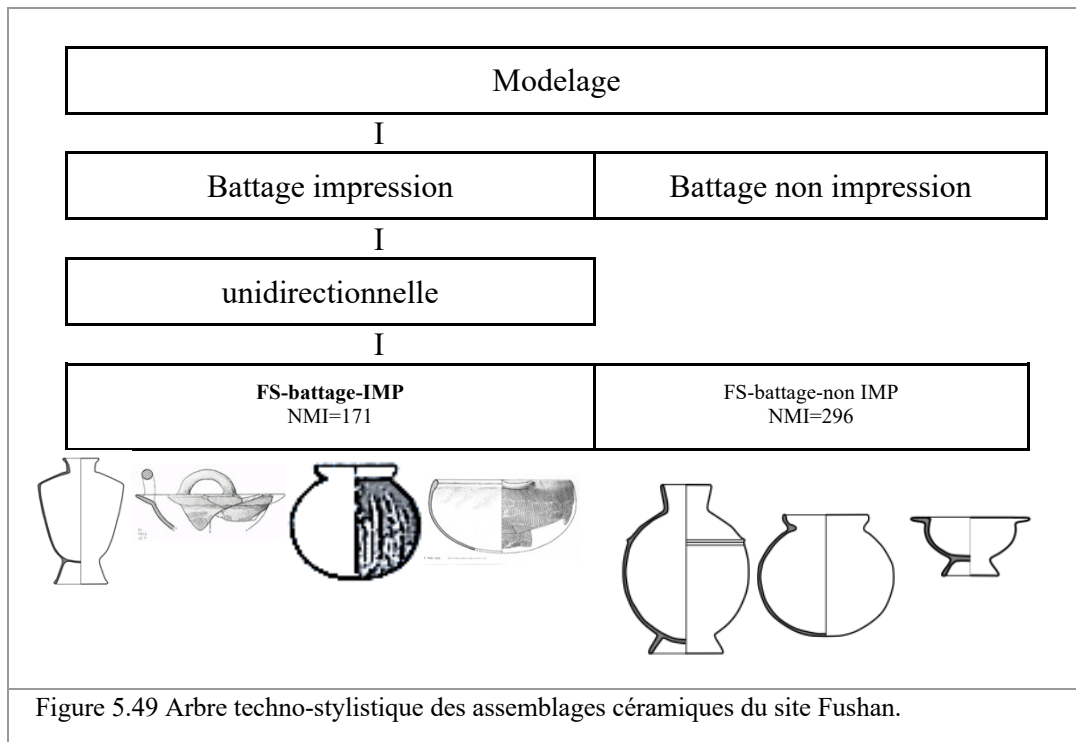 Modelage
I
Battage impression
Battage non impression
I
unidirectionnelle
I
FS-battage-IMP
NMI=171
FS-battage-non IMP
NMI=296
Figure 5.49 Arbre techno-stylistique des assemblages céramiques du site Fushan.